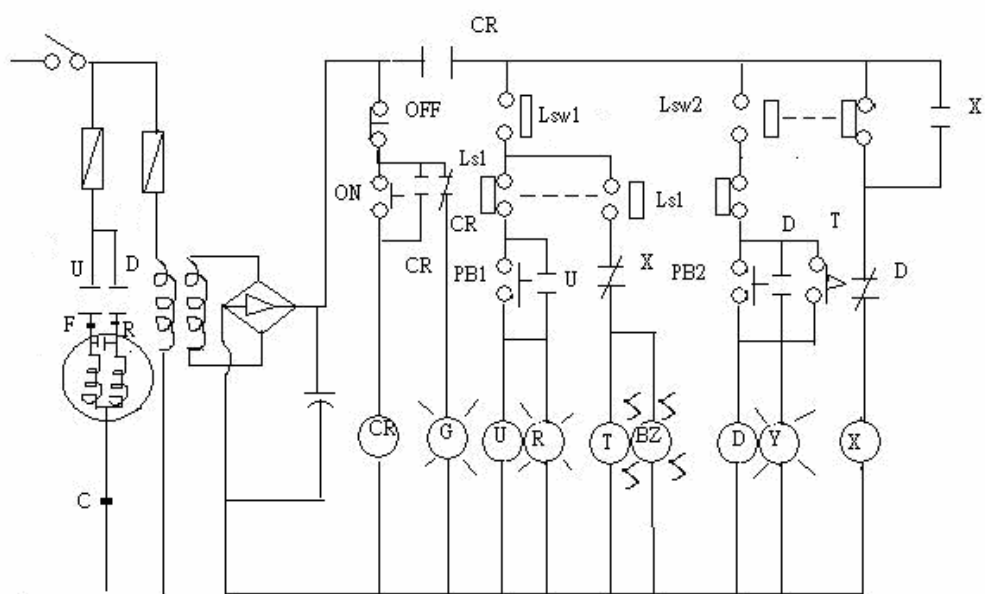 CR
OFF
Lsw1
Lsw2
X
ON
Ls1
Ls1
CR
CR
D
T
U
D
PB1
U
X
PB2
D
F
R
CR
G
U
R
T
BZ
D
Y
X
C